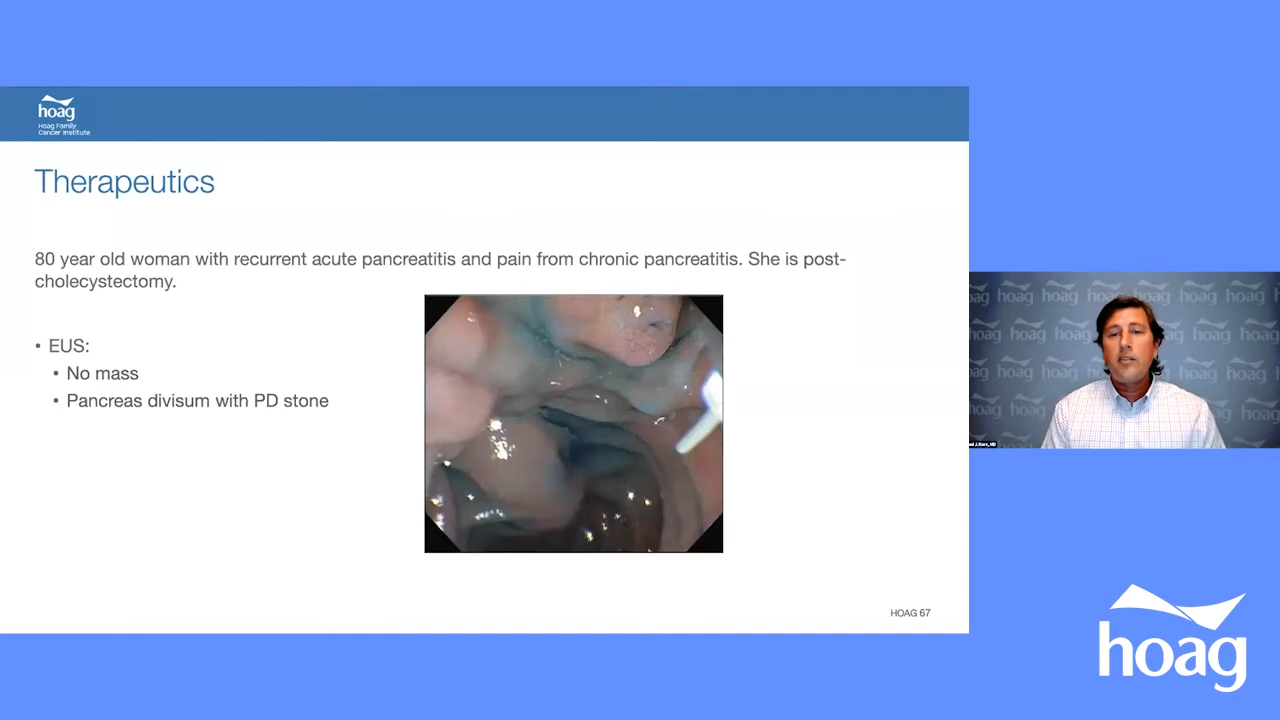 hoag
Hoag Family
Cancer Institute
Therapeutics
80 year old woman with recurrent acute pancreatitis and pain from chronic pancreatitis. She is post-
cholecystectomy.
• EUS:
• No mass
• Pancreas divisum with PD stone
HOAG 67
hoag